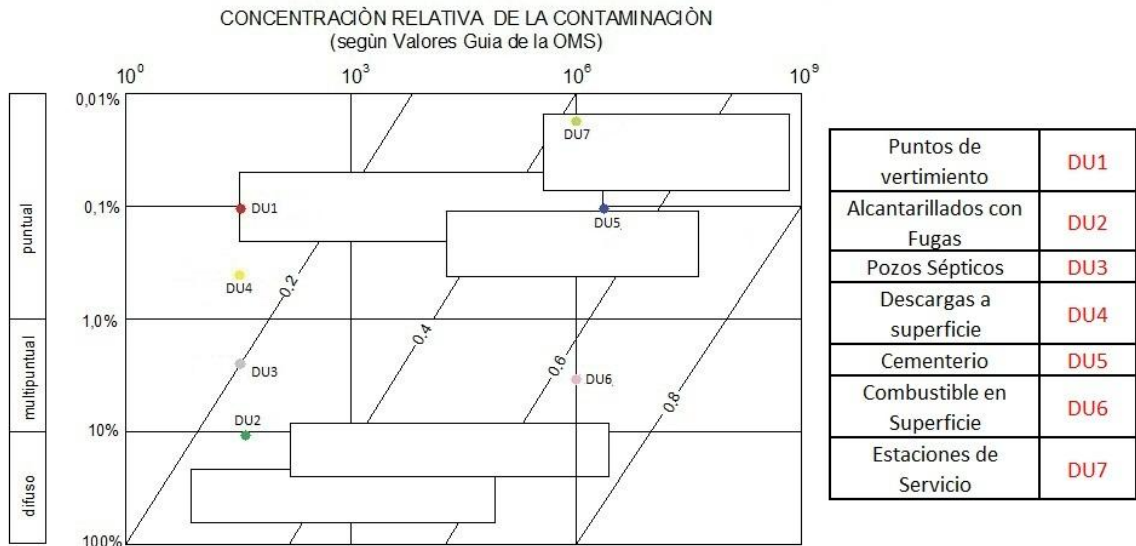 CONCENTRACIÒN RELATIVA DE LA CONTAMINACIÒN
(segùn Valores Guia de la OMS)
10⁰ 10³ 10⁶ 10⁹
0,01%
DU7
0,1%
DU1
DU5
puntual
DU4
0,2
1,0%
0,4
multipuntual
DU3
0,6
DU6
0,8
DU2
10%
difuso
100%
Puntos de
vertimiento
DU1
Alcantarillados con
Fugas
DU2
Pozos Sépticos DU3
Descargas a
superficie
DU4
Cementerio DU5
Combustible en
Superficie
DU6
Estaciones de
Servicio
DU7